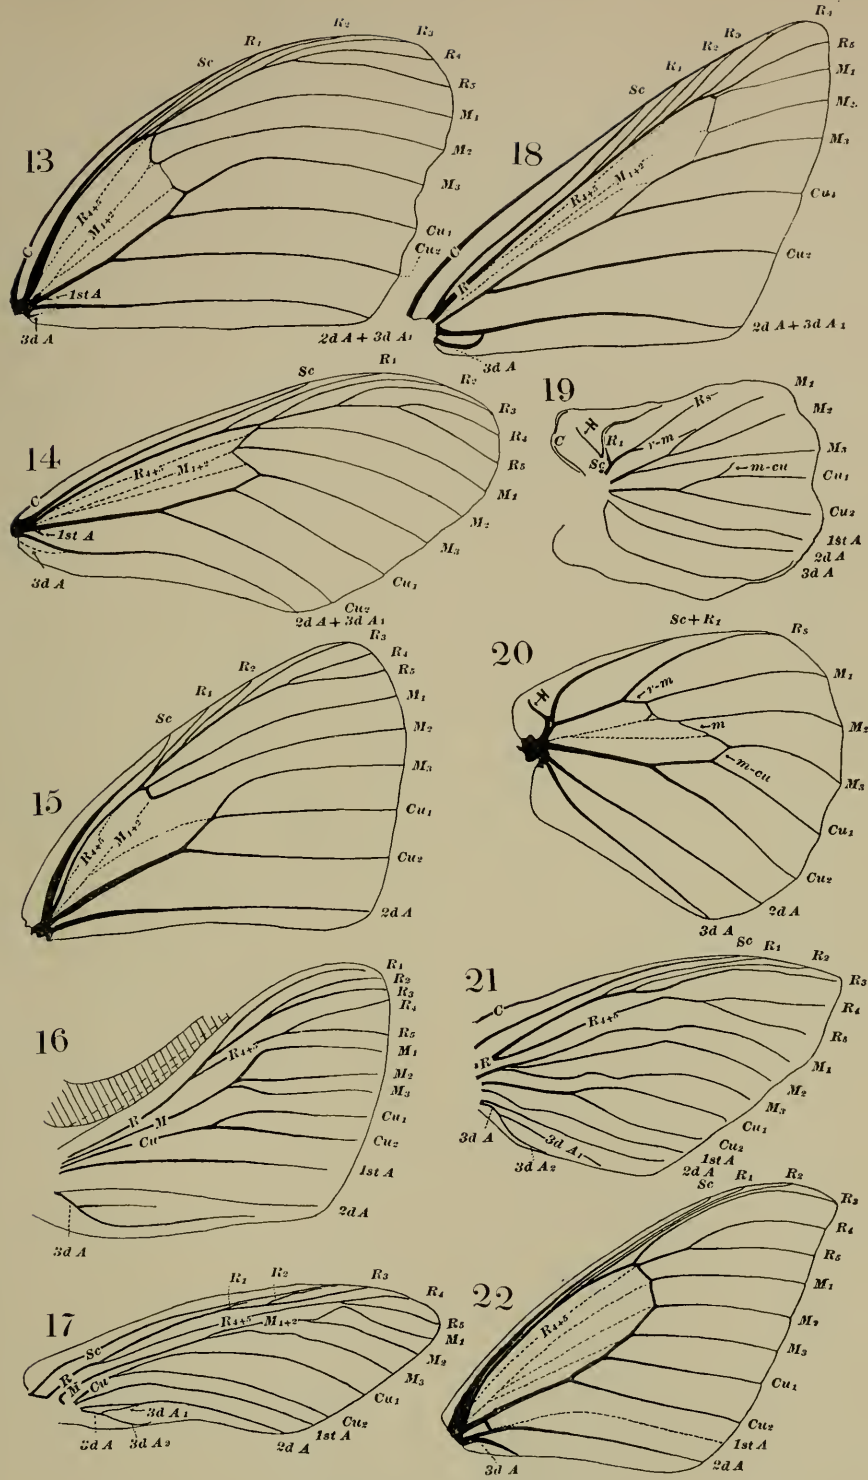 13
Sc
R1
R2
R3
R4
R5
M1
M2
M3
Cu1
Cu2
2d A + 3d A1
3d A
1st A
C
R4+5
M1+2
18
Sc
R1
R2
R3
R4
R5
M1
M2
M3
Cu1
Cu2
2d A + 3d A1
3d A
C
R
R4+5
M1+2
14
Sc
R1
R2
R3
R4
R5
M1
M2
M3
Cu1
Cu2
2d A + 3d A1
3d A
1st A
C
R4+5
M1+2
19
C
H
R1
Sc
Rs
r-m
M1
M2
M3
m-cu
Cu1
Cu2
1st A
2d A
3d A
15
Sc
R1
R2
R3
R4
R5
M1
M2
M3
Cu1
Cu2
2d A
R4+5
M1+2
20
Sc + R1
Rs
M1
M2
M3
Cu1
Cu2
2d A
3d A
H
r-m
m
m-cu
16
R1
R2
R3
R4
R5
M1
M2
M3
Cu1
Cu2
1st A
2d A
3d A
R
M
Cu
R4+5
21
Sc
R1
R2
R3
R4
R5
M1
M2
M3
Cu1
Cu2
1st A
2d A
3d A
3d A1
3d A2
C
R
R4+5
17
R1
R2
R3
R4
R5
M1
M2
M3
Cu1
Cu2
1st A
2d A
3d A
3d A1
3d A2
Sc
R
M
Cu
R4+5
M1+2
22
Sc
R1
R2
R3
R4
R5
M1
M2
M3
Cu1
Cu2
1st A
2d A
3d A
R4+5